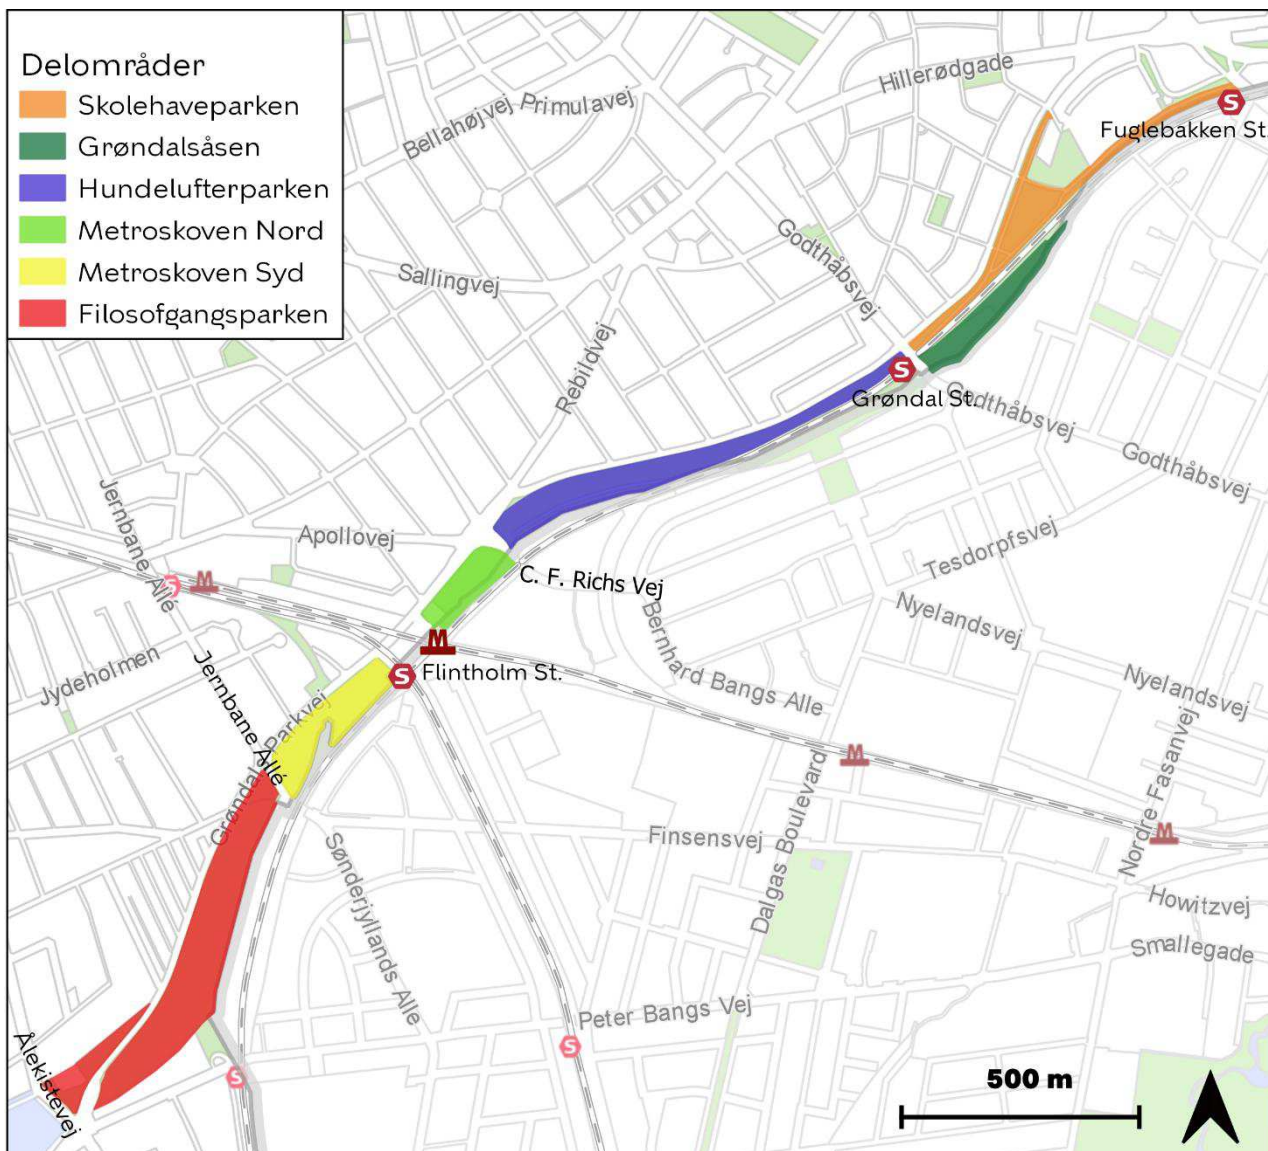 Delområder
Skolehaveparken
Grøndalsåsen
Hundelufterparken
Metroskoven Nord
Metroskoven Syd
Filosofgangsparken
Hillerødgade
Primulavej
Bellahøjvej
S
Fuglebakken St.
Godthåbsvej
Sallingvej
Rebildvej
S
Grøndal St.
Godthåbsvej
Godthåbsvej
Jernbane Allé
Apollovej
Tesdorpfsvej
S
M
C. F. Richs Vej
Nyelandsvej
Bernhard Bangs Alle
M
Flintholm St.
S
Jydeholmen
Jernbane Allé
Grøndals Parkvej
Nyelandsvej
Nordre Fasanvej
M
Dalgas Boulevard
M
Finsensvej
Sønderjyllands Alle
Howitzvej
Smallegade
Peter Bangs Vej
S
S
Ålekistevej
500 m